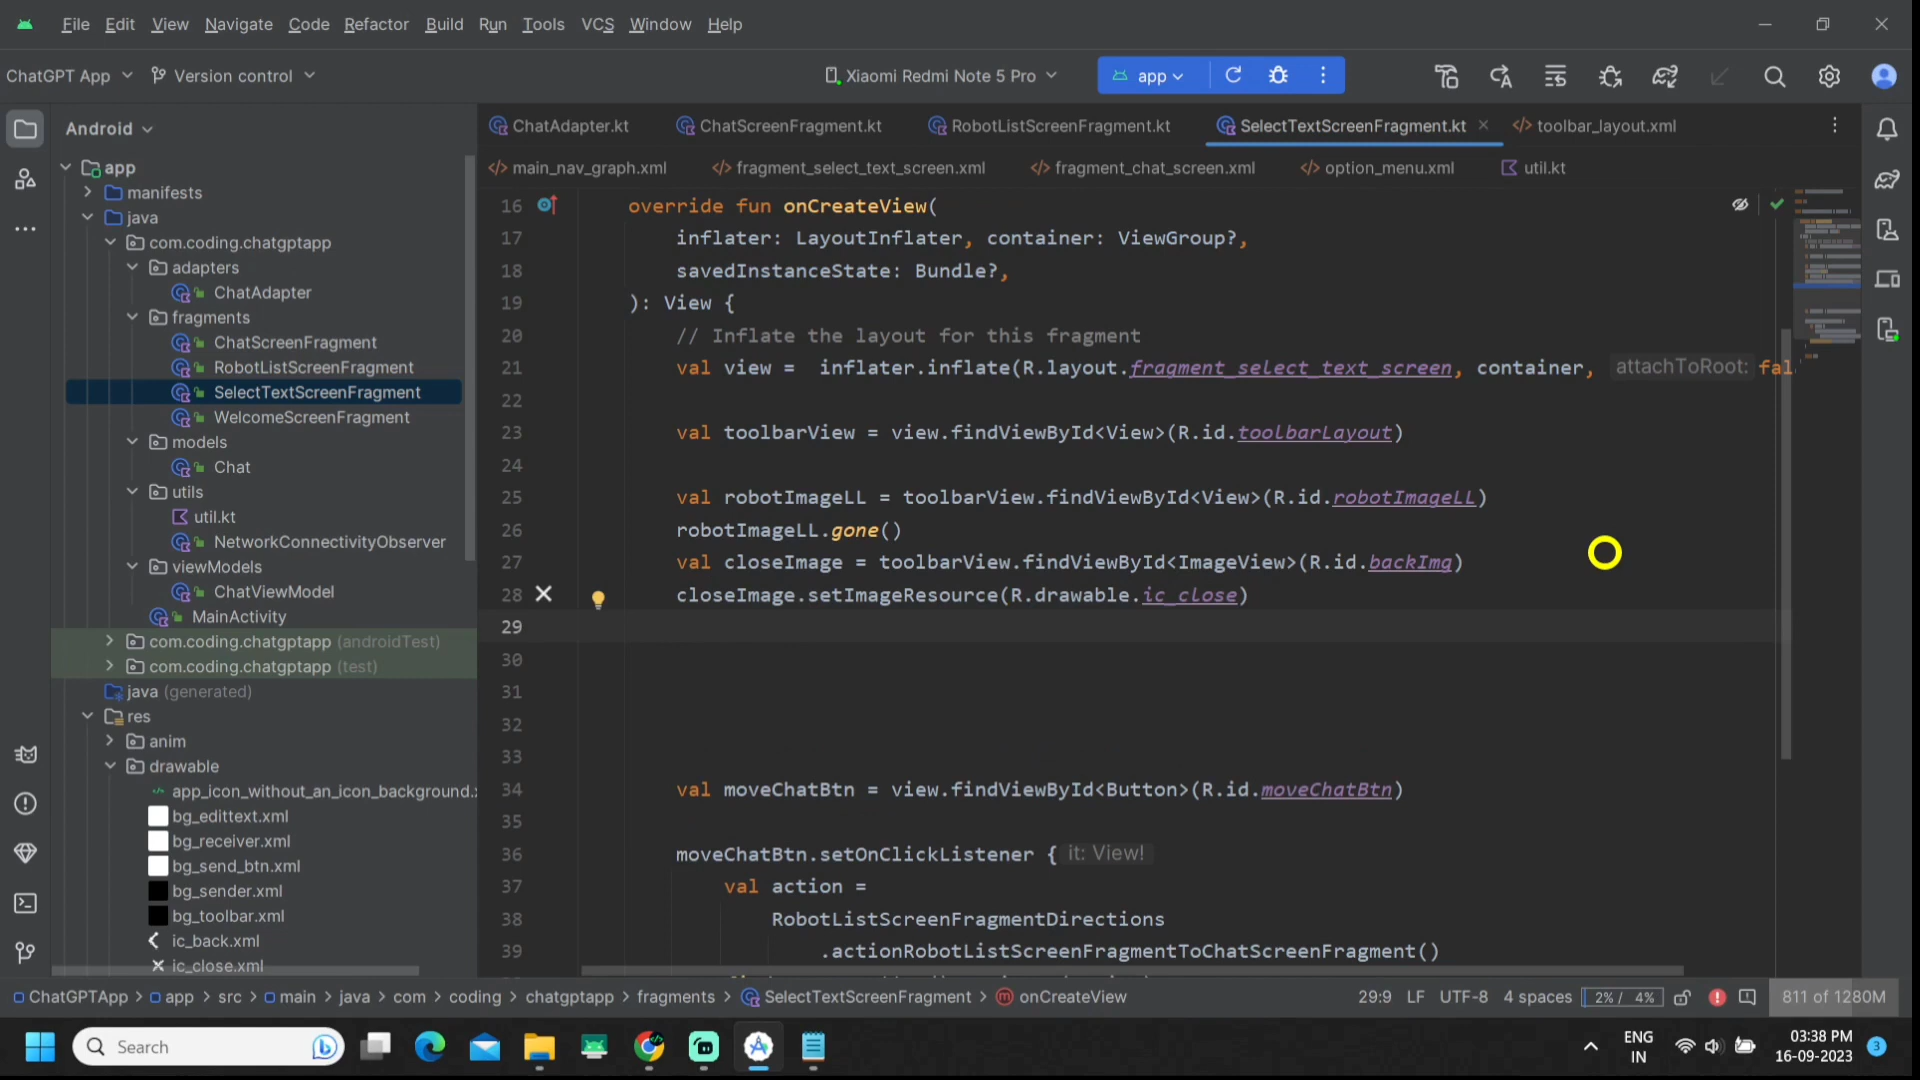 File Edit View Navigate Code Refactor Build Run Tools VCS Window Help
ChatGPT App Version control Xiaomi Redmi Note 5 Pro app
Android
app
manifests
java
com.coding.chatgptapp
adapters
ChatAdapter
fragments
ChatScreenFragment
RobotListScreenFragment
SelectTextScreenFragment
WelcomeScreenFragment
models
Chat
utils
util.kt
NetworkConnectivityObserver
viewModels
ChatViewModel
MainActivity
com.coding.chatgptapp (androidTest)
com.coding.chatgptapp (test)
java (generated)
res
anim
drawable
app_icon_without_an_icon_background.
bg_edittext.xml
bg_receiver.xml
bg_send_btn.xml
bg_sender.xml
bg_toolbar.xml
ic_back.xml
ic_close.xml
ChatAdapter.kt ChatScreenFragment.kt RobotListScreenFragment.kt SelectTextScreenFragment.kt toolbar_layout.xml
main_nav_graph.xml fragment_select_text_screen.xml fragment_chat_screen.xml option_menu.xml util.kt
16 override fun onCreateView(
17 inflater: LayoutInflater, container: ViewGroup?,
18 savedInstanceState: Bundle?,
19 ): View {
20 // Inflate the layout for this fragment
21 val view = inflater.inflate(R.layout.fragment_select_text_screen, container, attachToRoot: fal
22
23 val toolbarView = view.findViewById<View>(R.id.toolbarLayout)
24
25 val robotImageLL = toolbarView.findViewById<View>(R.id.robotImageLL)
26 robotImageLL.gone()
27 val closeImage = toolbarView.findViewById<ImageView>(R.id.backImg)
28 closeImage.setImageResource(R.drawable.ic_close)
29
30
31
32
33
34 val moveChatBtn = view.findViewById<Button>(R.id.moveChatBtn)
35
36 moveChatBtn.setOnClickListener { it: View!
37 val action =
38 RobotListScreenFragmentDirections
39 .actionRobotListScreenFragmentToChatScreenFragment()
ChatGPTApp > app > src > main > java > com > coding > chatgptapp > fragments > SelectTextScreenFragment > onCreateView 29:9 LF UTF-8 4 spaces 2% / 4% 811 of 1280M
Search
ENG
IN
03:38 PM
16-09-2023
3